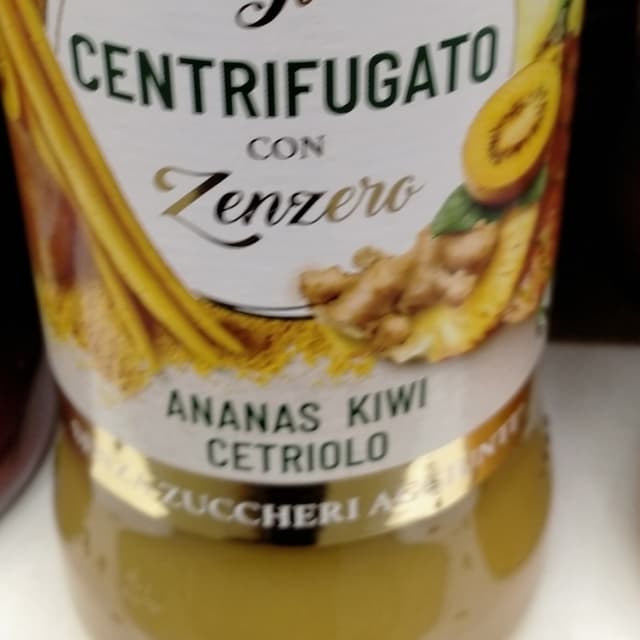 CENTRIFUGATO
CON
Zenzero
ANANAS KIWI
CETRIOLO
ZUCCHERI